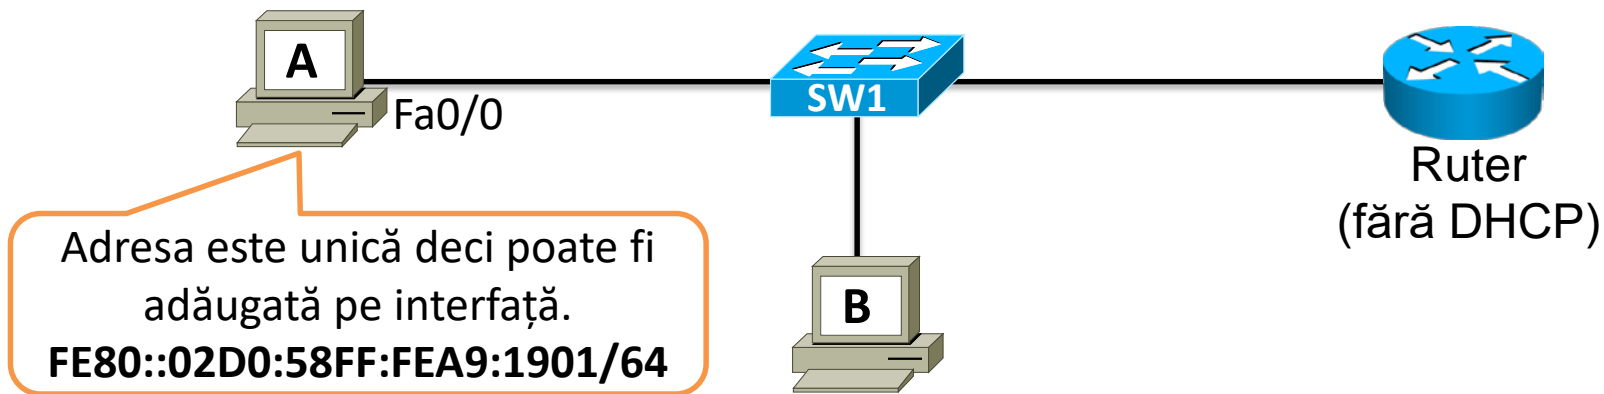 A
Fa0/0
SW1
Ruter
(fără DHCP)
Adresa este unică deci poate fi
adăugată pe interfață.
FE80::02D0:58FF:FEA9:1901/64
B